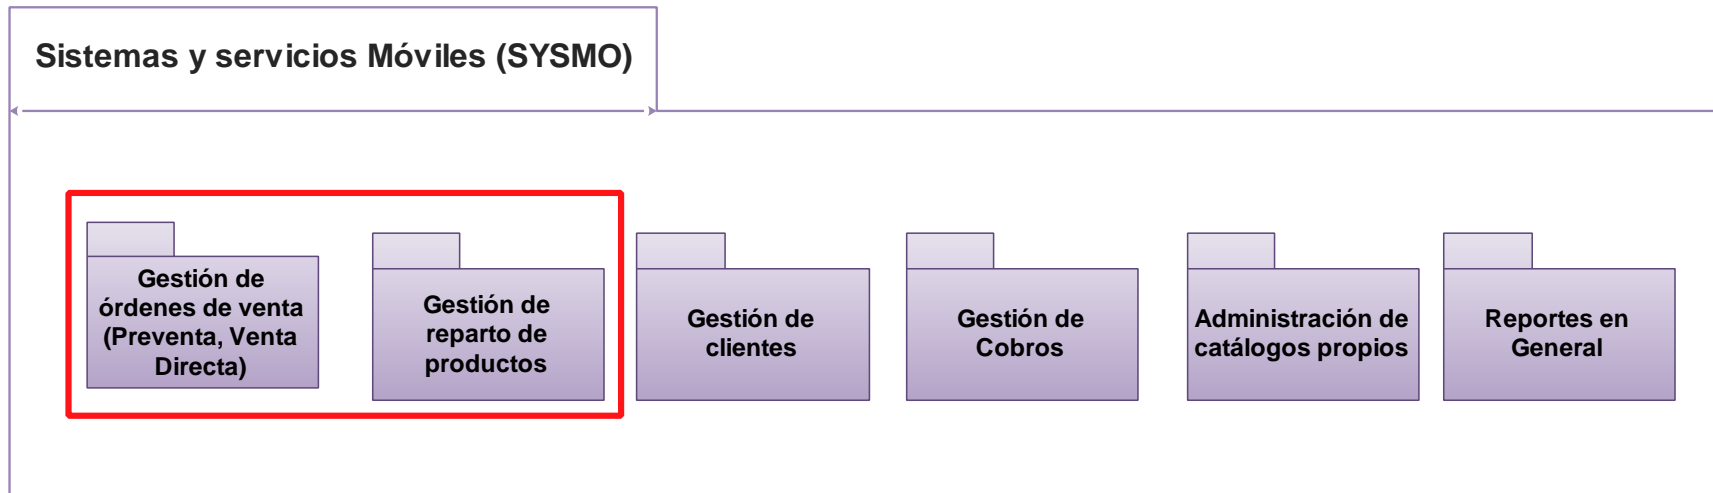 Sistemas y servicios Móviles (SYSMO)
Gestión de
órdenes de venta
(Preventa, Venta
Directa)
Gestión de
reparto de
productos
Gestión de
clientes
Gestión de
Cobros
Administración de
catálogos propios
Reportes en
General